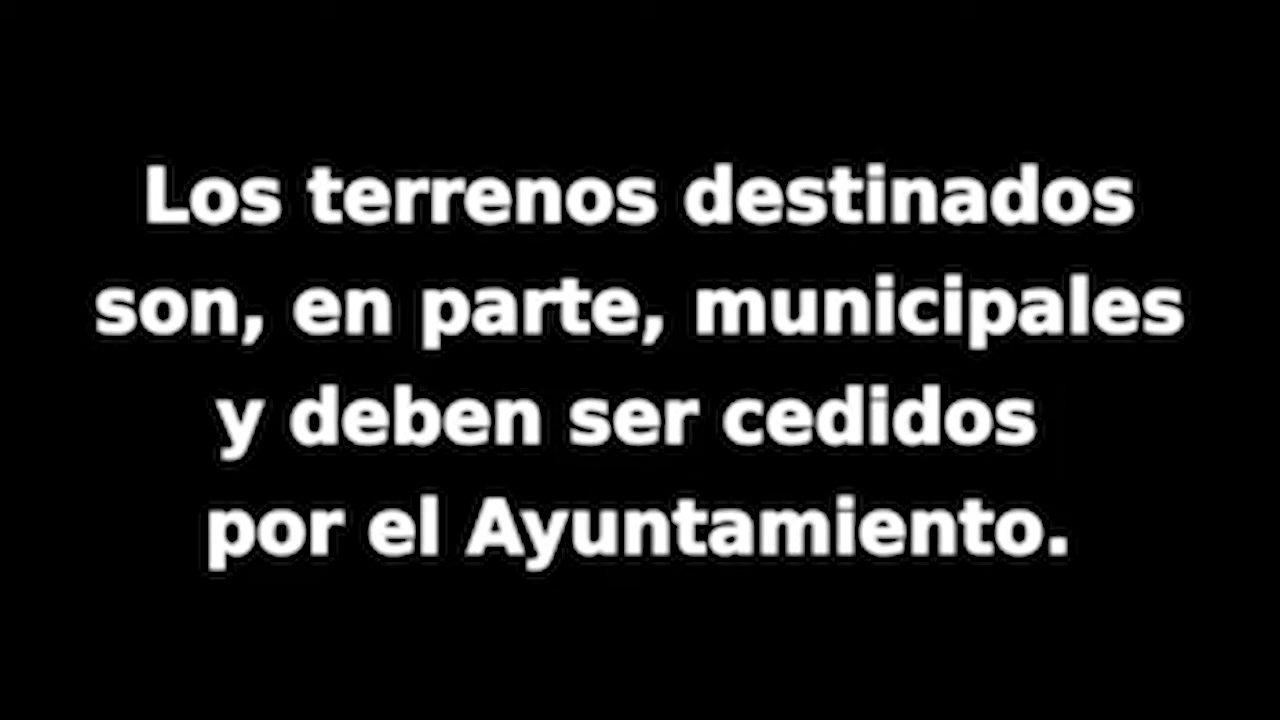 Los terrenos destinados
son, en parte, municipales
y deben ser cedidos
por el Ayuntamiento.